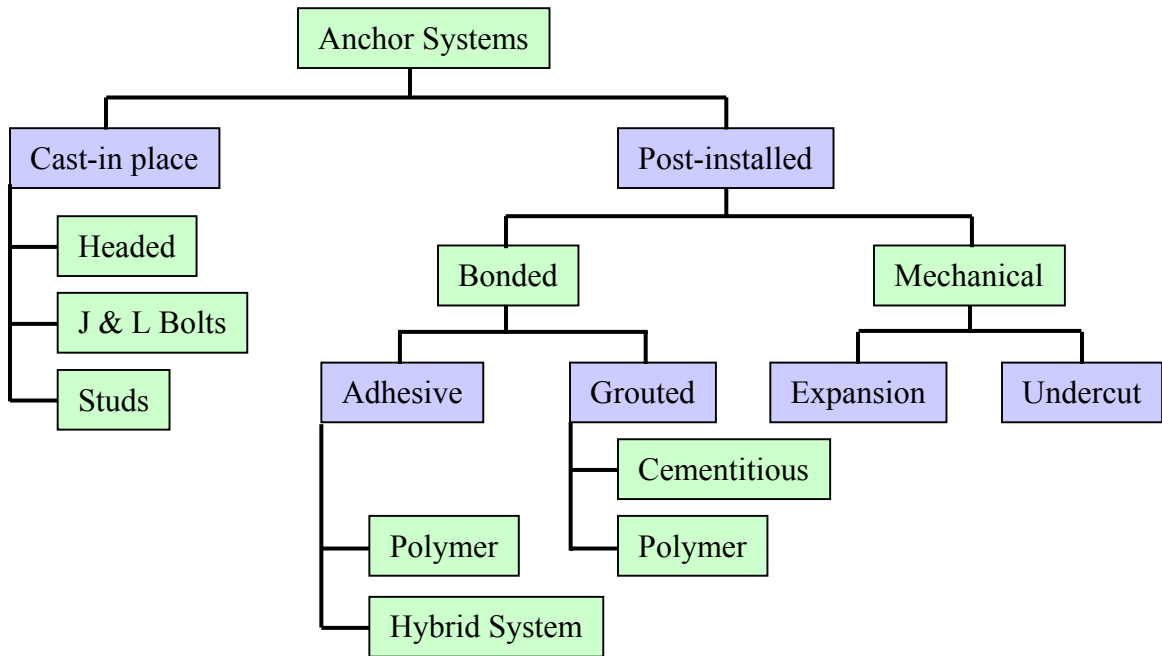 Anchor Systems
Cast-in place
Post-installed
Headed
J & L Bolts
Studs
Bonded
Mechanical
Adhesive
Grouted
Expansion
Undercut
Cementitious
Polymer
Polymer
Hybrid System